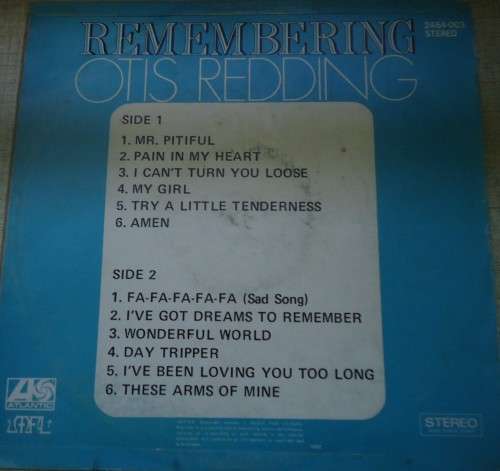 REMEMBERING
2464-003
STEREO
OTIS REDDING
SIDE 1
1. MR. PITIFUL
2. PAIN IN MY HEART
3. I CAN'T TURN YOU LOOSE
4. MY GIRL
5. TRY A LITTLE TENDERNESS
6. AMEN
SIDE 2
1. FA-FA-FA-FA-FA (Sad Song)
2. I'VE GOT DREAMS TO REMEMBER
3. WONDERFUL WORLD
4. DAY TRIPPER
5. I'VE BEEN LOVING YOU TOO LONG
6. THESE ARMS OF MINE
ATLANTIC
STEREO